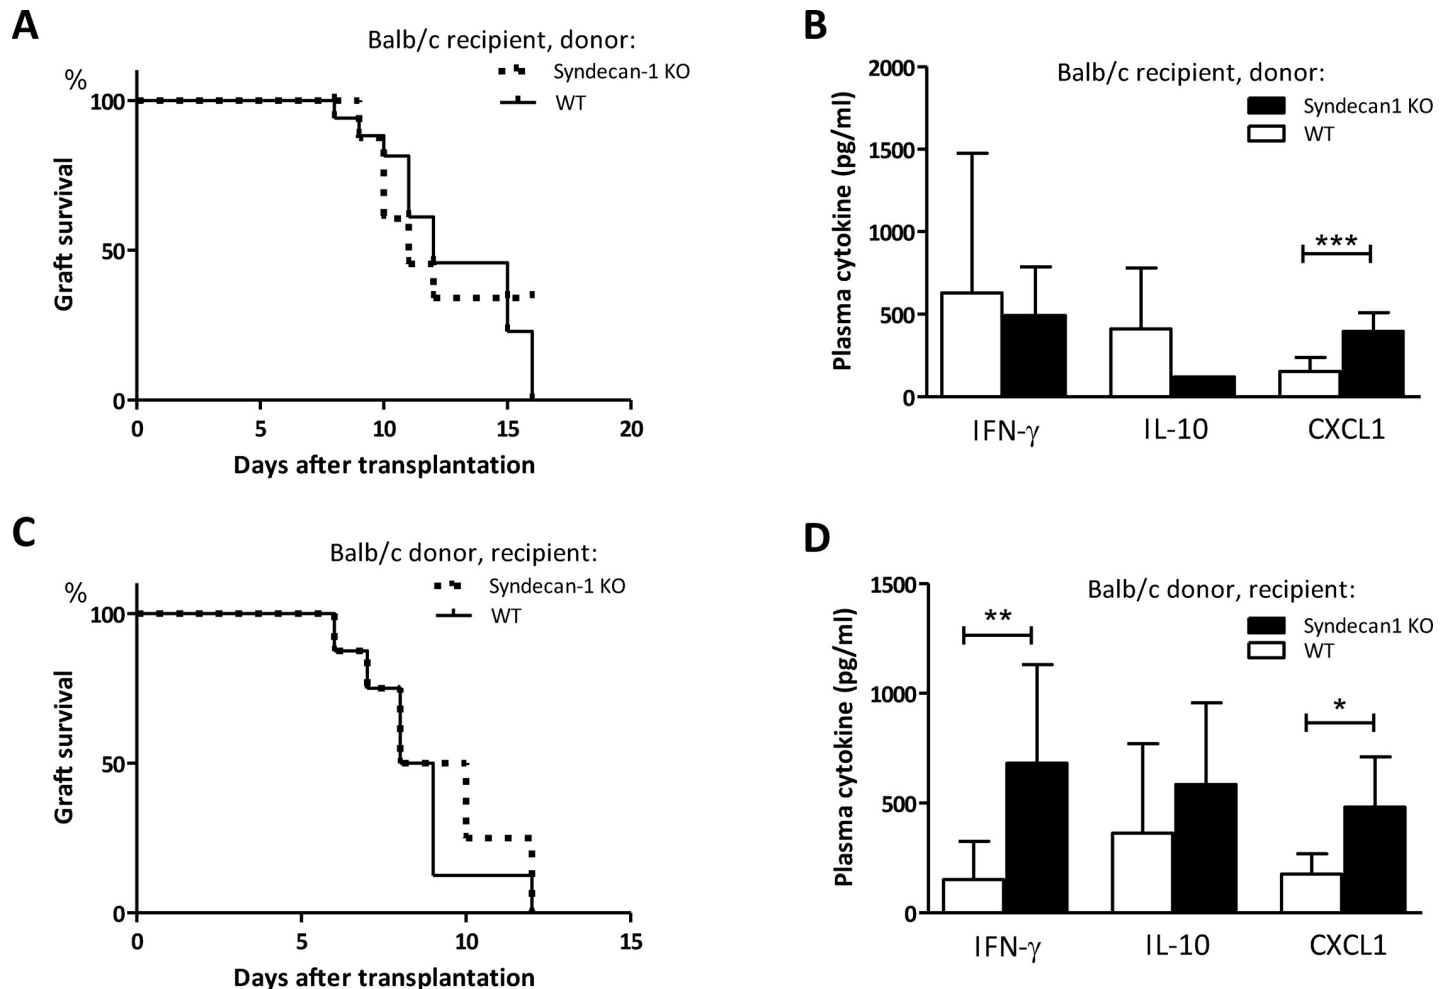 A
Balb/c recipient, donor:
Syndecan-1 KO
WT
%
100
50
0
Graft survival
0 5 10 15 20
Days after transplantation
B
Balb/c recipient, donor:
Syndecan1 KO
WT
2000
1500
1000
500
0
Plasma cytokine (pg/ml)
***
IFN-γ IL-10 CXCL1
C
Balb/c donor, recipient:
Syndecan-1 KO
WT
%
100
50
0
Graft survival
0 5 10 15
Days after transplantation
D
Balb/c donor, recipient:
Syndecan1 KO
WT
1500
1000
500
0
Plasma cytokine (pg/ml)
**
*
IFN-γ IL-10 CXCL1